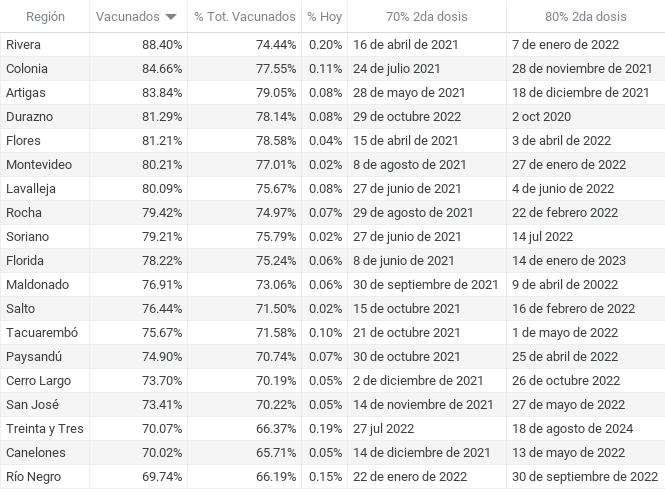 Región Vacunados % Tot. Vacunados % Hoy 70% 2da dosis 80% 2da dosis
Rivera 88.40% 74.44% 0.20% 16 de abril de 2021 7 de enero de 2022
Colonia 84.66% 77.55% 0.11% 24 de julio 2021 28 de noviembre de 2021
Artigas 83.84% 79.05% 0.08% 28 de mayo de 2021 18 de diciembre de 2021
Durazno 81.29% 78.14% 0.08% 29 de octubre 2022 2 oct 2020
Flores 81.21% 78.58% 0.04% 15 de abril de 2021 3 de abril de 2022
Montevideo 80.21% 77.01% 0.02% 8 de agosto de 2021 27 de enero de 2022
Lavalleja 80.09% 75.67% 0.08% 27 de junio de 2021 4 de junio de 2022
Rocha 79.42% 74.97% 0.07% 29 de agosto de 2021 22 de febrero 2022
Soriano 79.21% 75.79% 0.02% 27 de junio de 2021 14 jul 2022
Florida 78.22% 75.24% 0.06% 8 de junio de 2021 14 de enero de 2023
Maldonado 76.91% 73.06% 0.06% 30 de septiembre de 2021 9 de abril de 20022
Salto 76.44% 71.50% 0.02% 15 de octubre 2021 16 de febrero de 2022
Tacuarembó 75.67% 71.58% 0.10% 21 de octubre 2021 1 de mayo de 2022
Paysandú 74.90% 70.74% 0.07% 30 de octubre 2021 25 de abril de 2022
Cerro Largo 73.70% 70.19% 0.05% 2 de diciembre de 2021 26 de octubre 2022
San José 73.41% 70.22% 0.05% 14 de noviembre de 2021 27 de mayo de 2022
Treinta y Tres 70.07% 66.37% 0.19% 27 jul 2022 18 de agosto de 2024
Canelones 70.02% 65.71% 0.05% 14 de diciembre de 2021 13 de mayo de 2022
Río Negro 69.74% 66.19% 0.15% 22 de enero de 2022 30 de septiembre de 2022